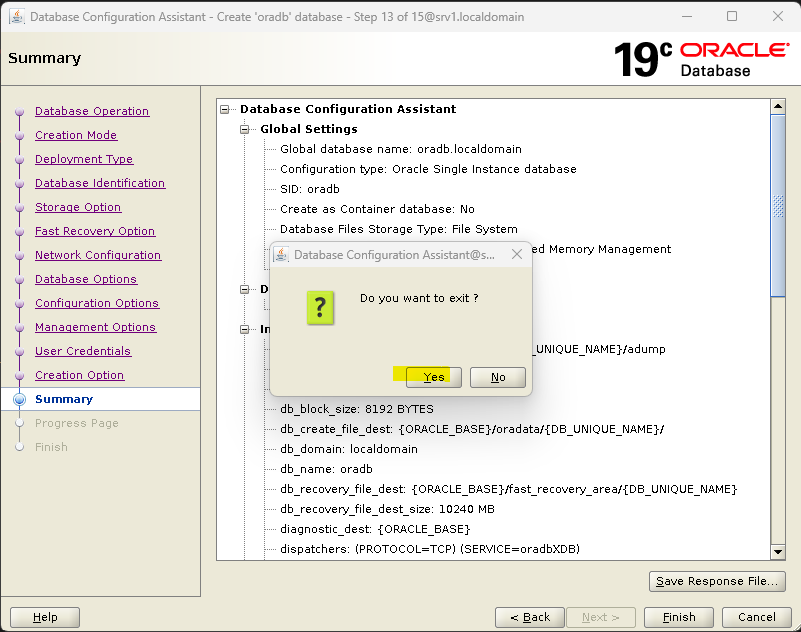 Database Configuration Assistant - Create 'oradb' database - Step 13 of 15@srv1.localdomain
Summary
19c ORACLE
Database
Database Operation
Creation Mode
Deployment Type
Database Identification
Storage Option
Fast Recovery Option
Network Configuration
Database Options
Configuration Options
Management Options
User Credentials
Creation Option
Summary
Progress Page
Finish
Database Configuration Assistant
Global Settings
Global database name: oradb.localdomain
Configuration type: Oracle Single Instance database
SID: oradb
Create as Container database: No
Database Files Storage Type: File System
ed Memory Management
D
In
_UNIQUE_NAME}/adump
db_block_size: 8192 BYTES
db_create_file_dest: {ORACLE_BASE}/oradata/{DB_UNIQUE_NAME}/
db_domain: localdomain
db_name: oradb
db_recovery_file_dest: {ORACLE_BASE}/fast_recovery_area/{DB_UNIQUE_NAME}
db_recovery_file_dest_size: 10240 MB
diagnostic_dest: {ORACLE_BASE}
dispatchers: (PROTOCOL=TCP) (SERVICE=oradbXDB)
Database Configuration Assistant@s...
Do you want to exit ?
Yes No
Save Response File...
Help < Back Next > Finish Cancel